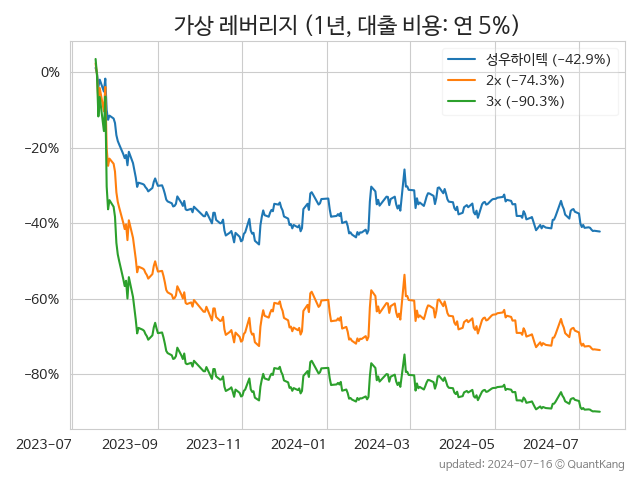 가상 레버리지 (1년, 대출 비용: 연 5%)
성우하이텍 (−42.9%)
2x (−74.3%)
3x (−90.3%)
0%
−20%
−40%
−60%
−80%
2023-07 2023-09 2023-11 2024-01 2024-03 2024-05 2024-07
updated: 2024-07-16 © QuantKang